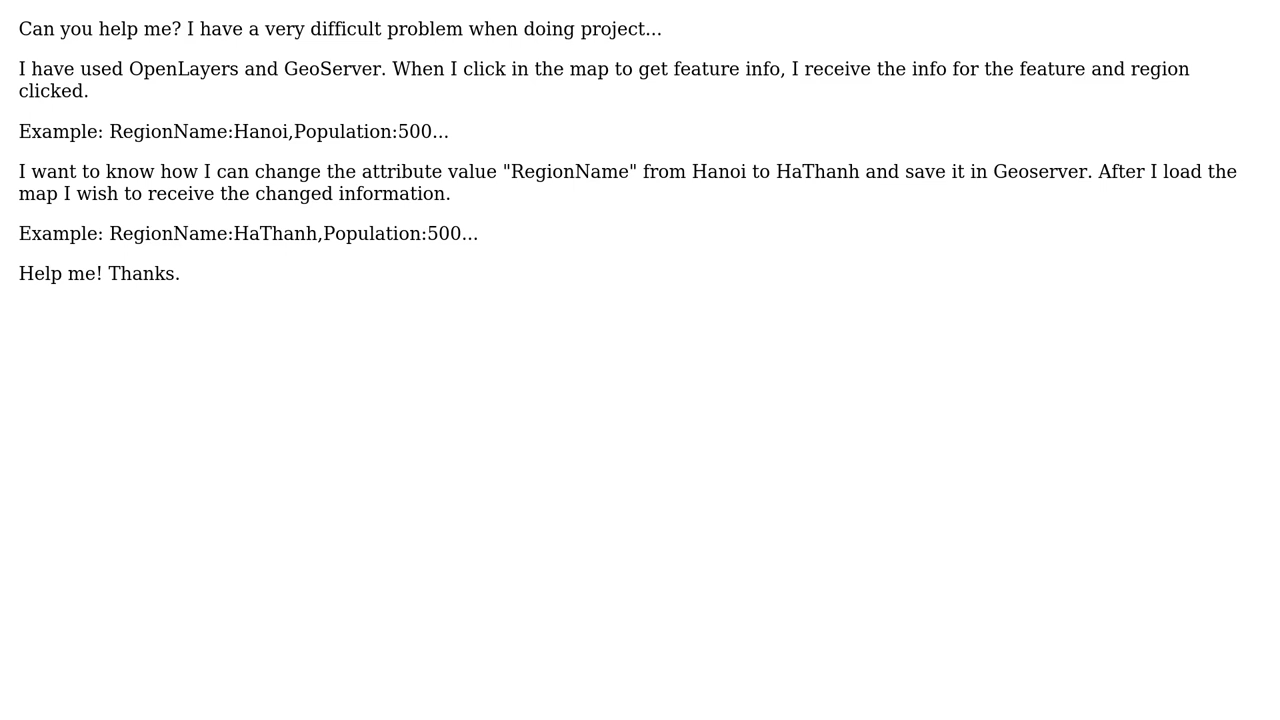 Can you help me? I have a very difficult problem when doing project...
I have used OpenLayers and GeoServer. When I click in the map to get feature info, I receive the info for the feature and region
clicked.
Example: RegionName:Hanoi,Population:500...
I want to know how I can change the attribute value "RegionName" from Hanoi to HaThanh and save it in Geoserver. After I load the
map I wish to receive the changed information.
Example: RegionName:HaThanh,Population:500...
Help me! Thanks.